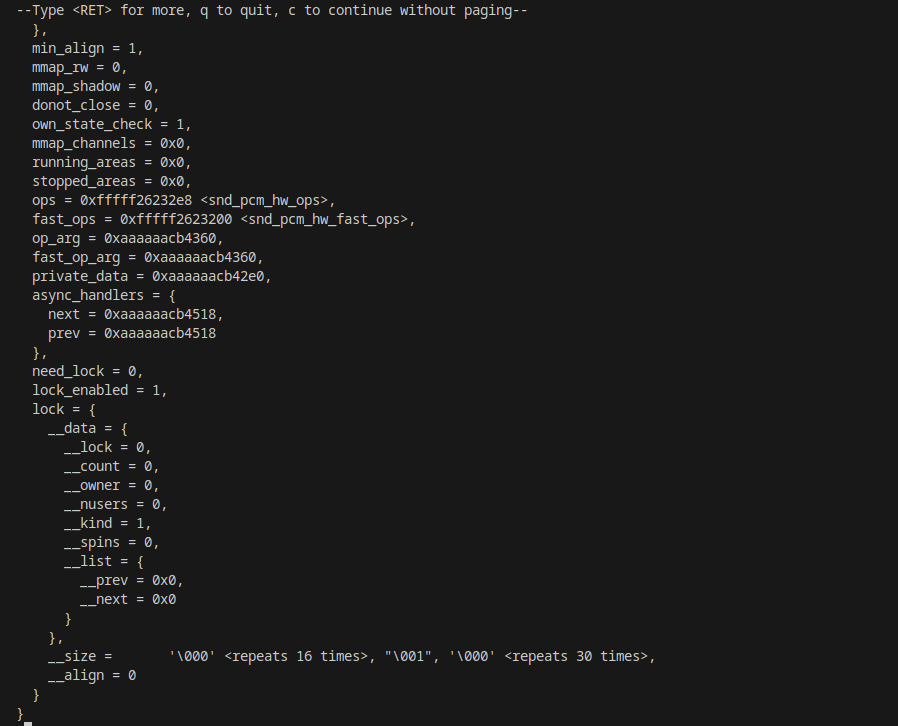 --Type <RET> for more, q to quit, c to continue without paging--
  },
  min_align = 1,
  mmap_rw = 0,
  mmap_shadow = 0,
  donot_close = 0,
  own_state_check = 1,
  mmap_channels = 0x0,
  running_areas = 0x0,
  stopped_areas = 0x0,
  ops = 0xfffff26232e8 <snd_pcm_hw_ops>,
  fast_ops = 0xfffff2623200 <snd_pcm_hw_fast_ops>,
  op_arg = 0xaaaaaacb4360,
  fast_op_arg = 0xaaaaaacb4360,
  private_data = 0xaaaaaacb42e0,
  async_handlers = {
    next = 0xaaaaaacb4518,
    prev = 0xaaaaaacb4518
  },
  need_lock = 0,
  lock_enabled = 1,
  lock = {
    __data = {
      __lock = 0,
      __count = 0,
      __owner = 0,
      __nusers = 0,
      __kind = 1,
      __spins = 0,
      __list = {
        __prev = 0x0,
        __next = 0x0
      }
    },
    __size =       '\000' <repeats 16 times>, "\001", '\000' <repeats 30 times>,
    __align = 0
  }
}